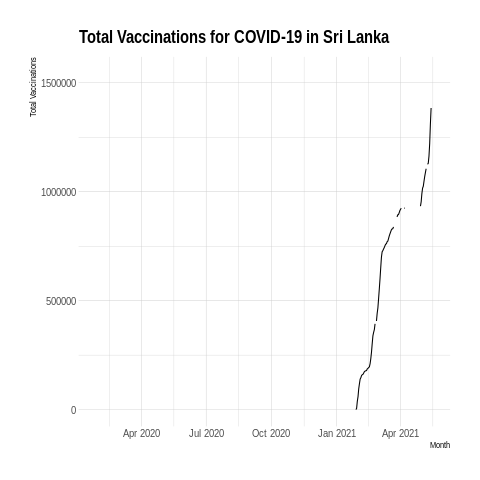 Total Vaccinations for COVID-19 in Sri Lanka
Total Vaccinations
1500000
1000000
500000
0
Apr 2020
Jul 2020
Oct 2020
Jan 2021
Apr 2021
Month